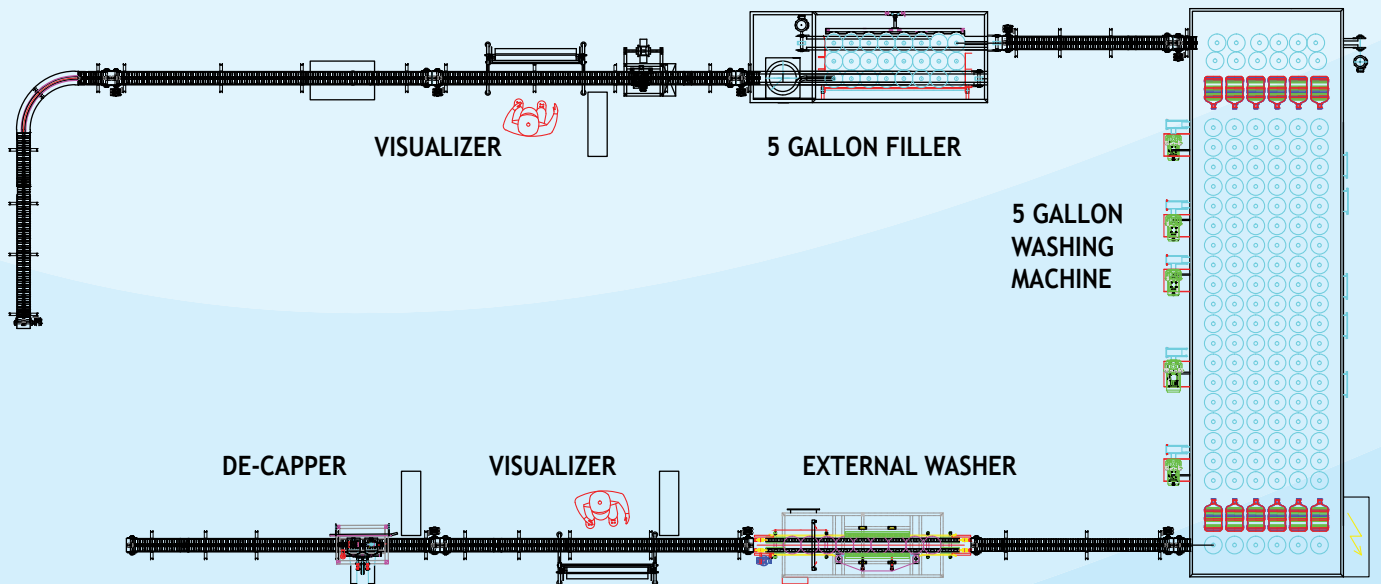 VISUALIZER
5 GALLON FILLER
5 GALLON
WASHING
MACHINE
DE-CAPPER
VISUALIZER
EXTERNAL WASHER